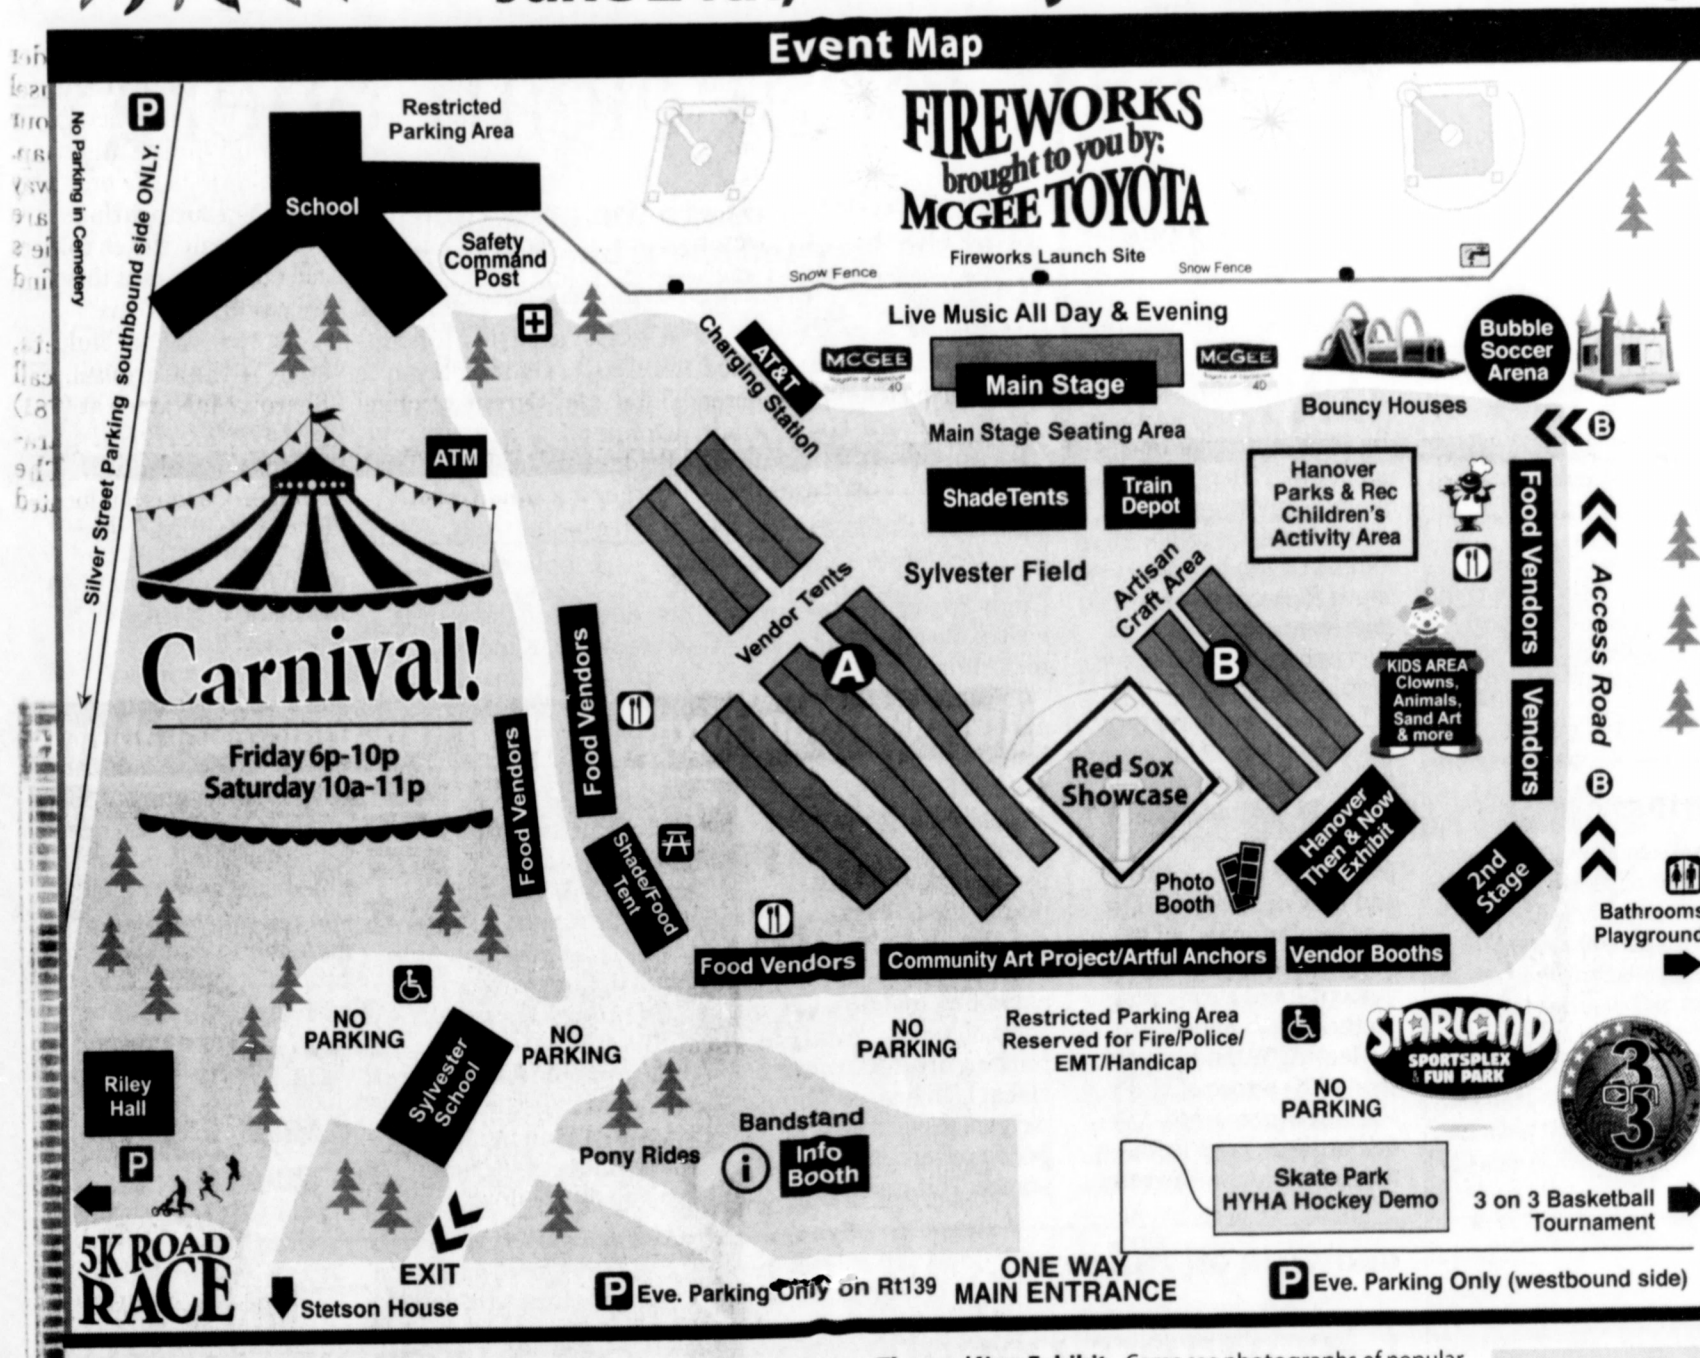 Event Map
No Parking in Cemetery
P
Silver Street Parking southbound side ONLY.
School
Restricted
Parking Area
Safety
Command
Post
FIREWORKS
brought to you by:
MCGEE TOYOTA
Fireworks Launch Site
Snow Fence
Snow Fence
Live Music All Day & Evening
MCGEE
40
Main Stage
MCGEE
40
Main Stage Seating Area
AT&T
Charging Station
Bouncy Houses
Bubble
Soccer
Arena
B
ATM
ShadeTents
Train
Depot
Hanover
Parks & Rec
Children's
Activity Area
Food Vendors
Access Road
Sylvester Field
Artisan
Craft Area
Vendor Tents
A
B
KIDS AREA
Clowns,
Animals,
Sand Art
& more
Vendors
B
Carnival!
Friday 6p-10p
Saturday 10a-11p
Food Vendors
Food Vendors
Shade/Food
Tent
Red Sox
Showcase
Hanover
Then & Now
Exhibit
Photo
Booth
2nd
Stage
Bathrooms
Playground
Food Vendors
Community Art Project/Artful Anchors
Vendor Booths
NO
PARKING
NO
PARKING
NO
PARKING
Restricted Parking Area
Reserved for Fire/Police/
EMT/Handicap
NO
PARKING
STARLAND
SPORTSPLEX
& FUN PARK
3
3
Riley
Hall
P
Sylvester
School
Pony Rides
Bandstand
i
Info
Booth
Skate Park
HYHA Hockey Demo
3 on 3 Basketball
Tournament
5K ROAD
RACE
Stetson House
EXIT
P Eve. Parking only on Rt139
ONE WAY
MAIN ENTRANCE
P Eve. Parking Only (westbound side)